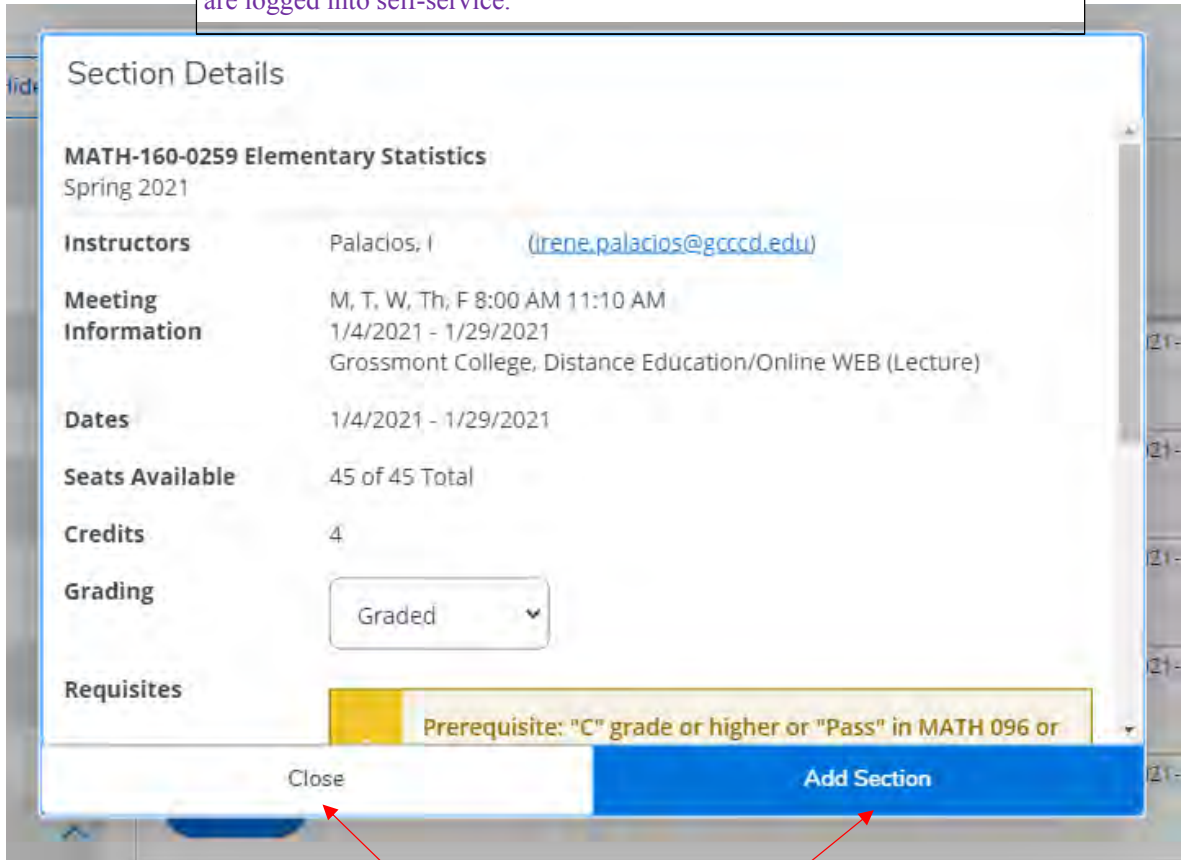 are logged into self-service.
Section Details
MATH-160-0259 Elementary Statistics
Spring 2021
Instructors Palacios, I (irene.palacios@gcccd.edu)
Meeting Information M, T, W, Th, F 8:00 AM 11:10 AM
1/4/2021 - 1/29/2021
Grossmont College, Distance Education/Online WEB (Lecture)
Dates 1/4/2021 - 1/29/2021
Seats Available 45 of 45 Total
Credits 4
Grading Graded
Requisites
Prerequisite: "C" grade or higher or "Pass" in MATH 096 or
Close Add Section